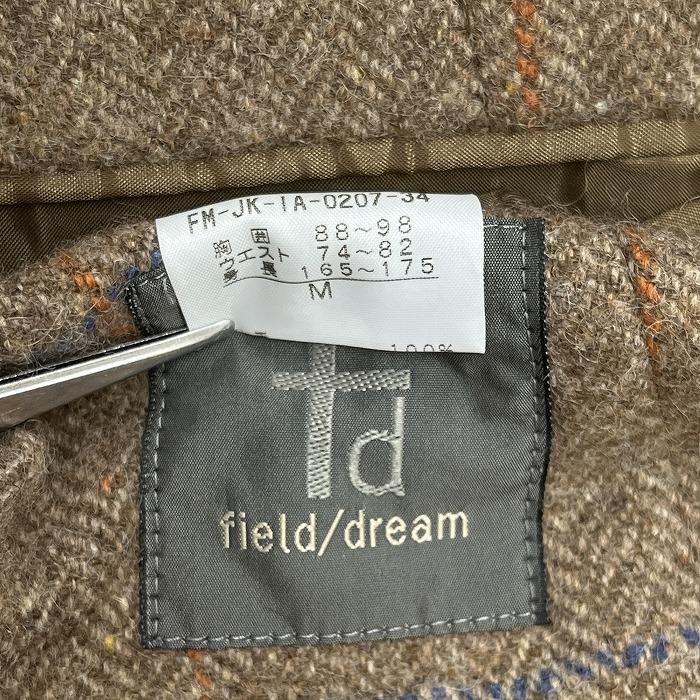 FM-JK-IA-0207-34
胸 囲 88~98
ウエスト 74~82
身 長 165~175
M
100%
fd
field/dream